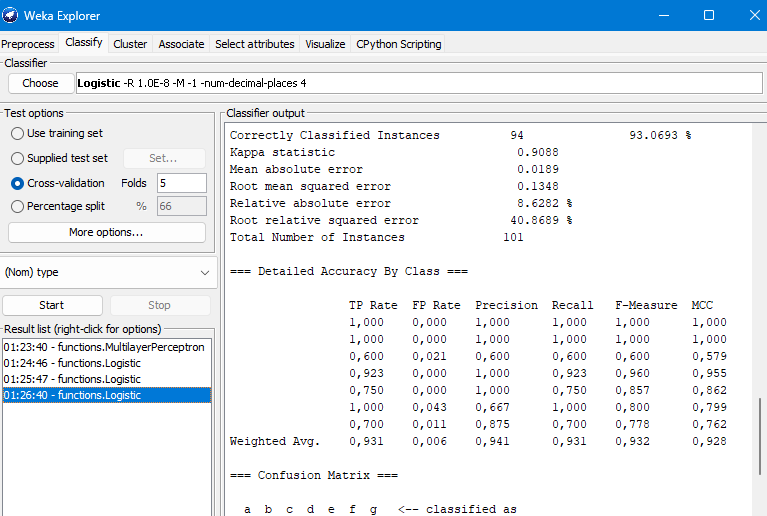 Weka Explorer
Preprocess Classify Cluster Associate Select attributes Visualize CPython Scripting
Classifier
Choose Logistic -R 1.0E-8 -M -1 -num-decimal-places 4
Test options
Use training set
Supplied test set Set...
Cross-validation Folds 5
Percentage split % 66
More options...
(Nom) type
Start Stop
Result list (right-click for options)
01:23:40 - functions.MultilayerPerceptron
01:24:46 - functions.Logistic
01:25:47 - functions.Logistic
01:26:40 - functions.Logistic
Classifier output
Correctly Classified Instances 94 93.0693 %
Kappa statistic 0.9088
Mean absolute error 0.0189
Root mean squared error 0.1348
Relative absolute error 8.6282 %
Root relative squared error 40.8689 %
Total Number of Instances 101
=== Detailed Accuracy By Class ===
TP Rate FP Rate Precision Recall F-Measure MCC
1,000 0,000 1,000 1,000 1,000 1,000
1,000 0,000 1,000 1,000 1,000 1,000
0,600 0,021 0,600 0,600 0,600 0,579
0,923 0,000 1,000 0,923 0,960 0,955
0,750 0,000 1,000 0,750 0,857 0,862
1,000 0,043 0,667 1,000 0,800 0,799
0,700 0,011 0,875 0,700 0,778 0,762
Weighted Avg. 0,931 0,006 0,941 0,931 0,932 0,928
=== Confusion Matrix ===
a b c d e f g <-- classified as